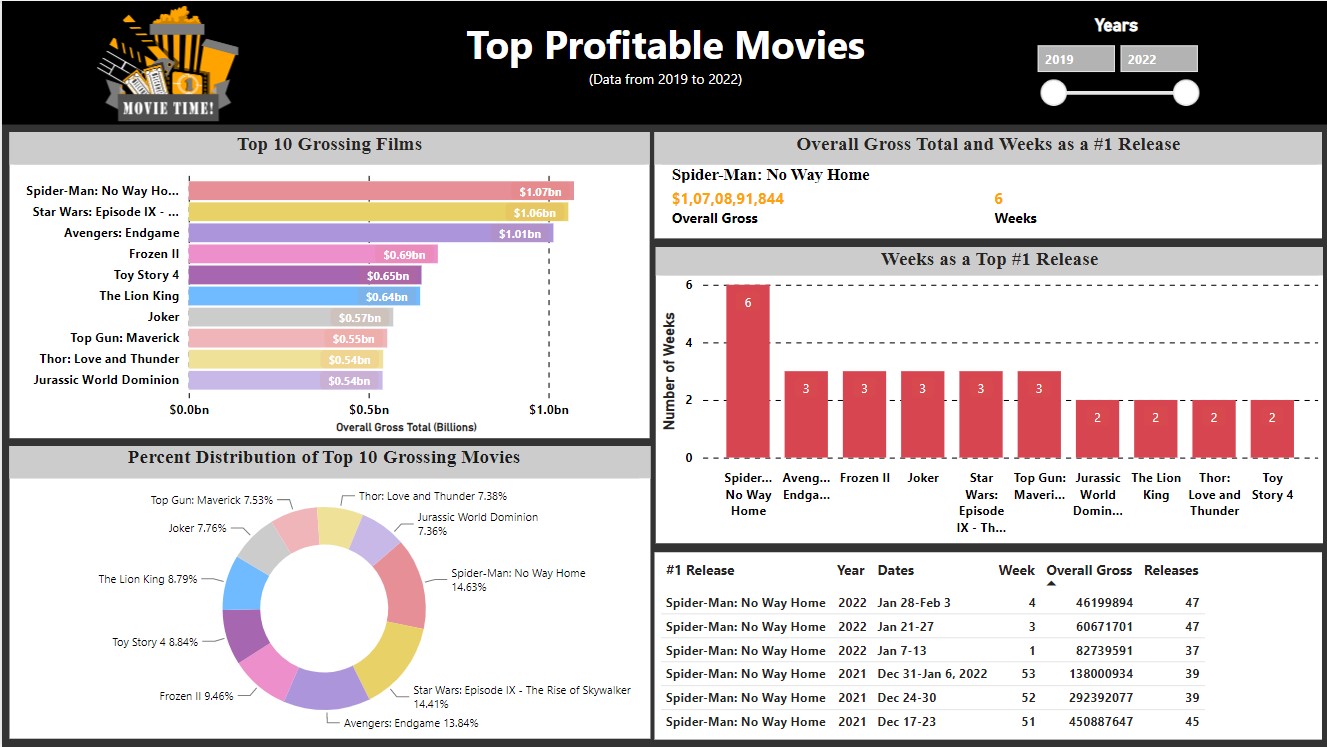 MOVIE TIME!
Top Profitable Movies
(Data from 2019 to 2022)
Years
2019 2022
Top 10 Grossing Films
Spider-Man: No Way Ho... $1.07bn
Star Wars: Episode IX - ... $1.06bn
Avengers: Endgame $1.01bn
Frozen II $0.69bn
Toy Story 4 $0.65bn
The Lion King $0.64bn
Joker $0.57bn
Top Gun: Maverick $0.55bn
Thor: Love and Thunder $0.54bn
Jurassic World Dominion $0.54bn
$0.0bn $0.5bn $1.0bn
Overall Gross Total (Billions)
Percent Distribution of Top 10 Grossing Movies
Top Gun: Maverick 7.53%
Thor: Love and Thunder 7.38%
Joker 7.76%
Jurassic World Dominion
7.36%
The Lion King 8.79%
Spider-Man: No Way Home
14.63%
Toy Story 4 8.84%
Frozen II 9.46%
Star Wars: Episode IX - The Rise of Skywalker
14.41%
Avengers: Endgame 13.84%
Overall Gross Total and Weeks as a #1 Release
Spider-Man: No Way Home
$1,07,08,91,844 6
Overall Gross Weeks
Weeks as a Top #1 Release
Number of Weeks
6
4
2
0
6 3 3 3 3 3 2 2 2 2
Spider... Aveng... Frozen II Joker Star Top Gun: Jurassic The Lion Thor: Toy
No Way Endga... Wars: Maveri... World King Love and Story 4
Home Episode Domin... Thunder
IX - Th...
#1 Release Year Dates Week Overall Gross Releases
Spider-Man: No Way Home 2022 Jan 28-Feb 3 4 46199894 47
Spider-Man: No Way Home 2022 Jan 21-27 3 60671701 47
Spider-Man: No Way Home 2022 Jan 7-13 1 82739591 37
Spider-Man: No Way Home 2021 Dec 31-Jan 6, 2022 53 138000934 39
Spider-Man: No Way Home 2021 Dec 24-30 52 292392077 39
Spider-Man: No Way Home 2021 Dec 17-23 51 450887647 45